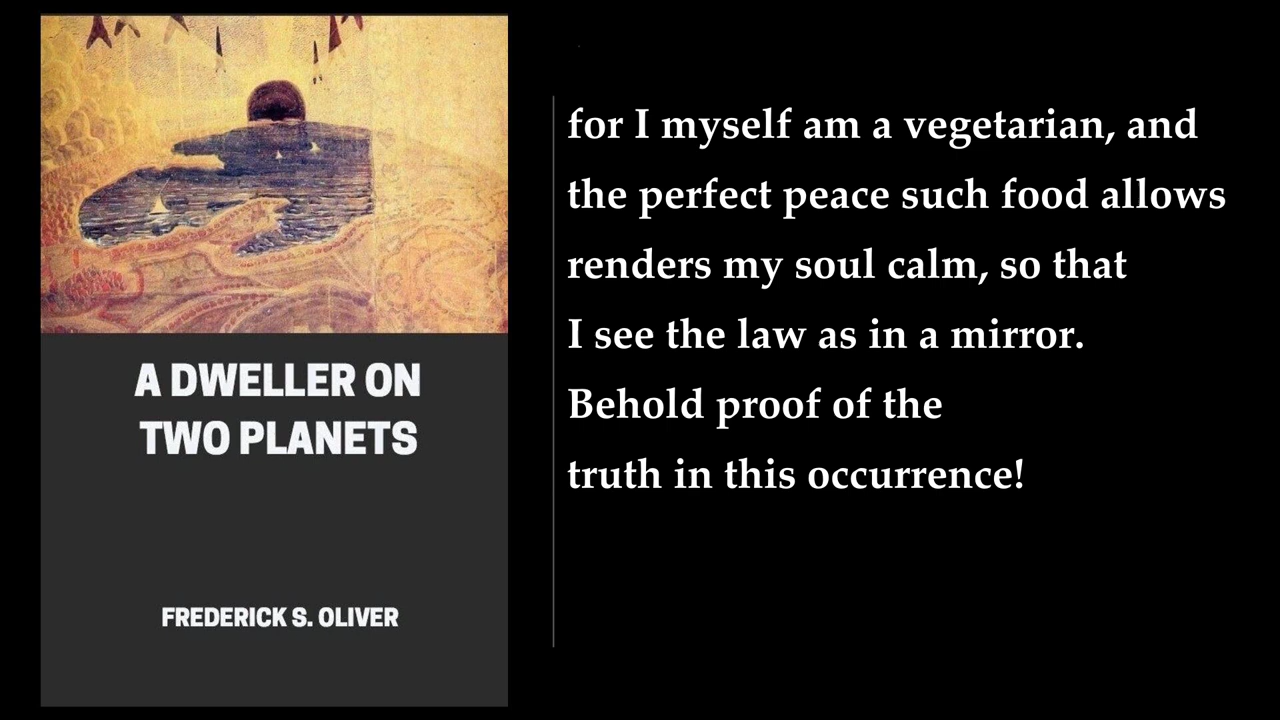 A DWELLER ON
TWO PLANETS
FREDERICK S. OLIVER
for I myself am a vegetarian, and
the perfect peace such food allows
renders my soul calm, so that
I see the law as in a mirror.
Behold proof of the
truth in this occurrence!